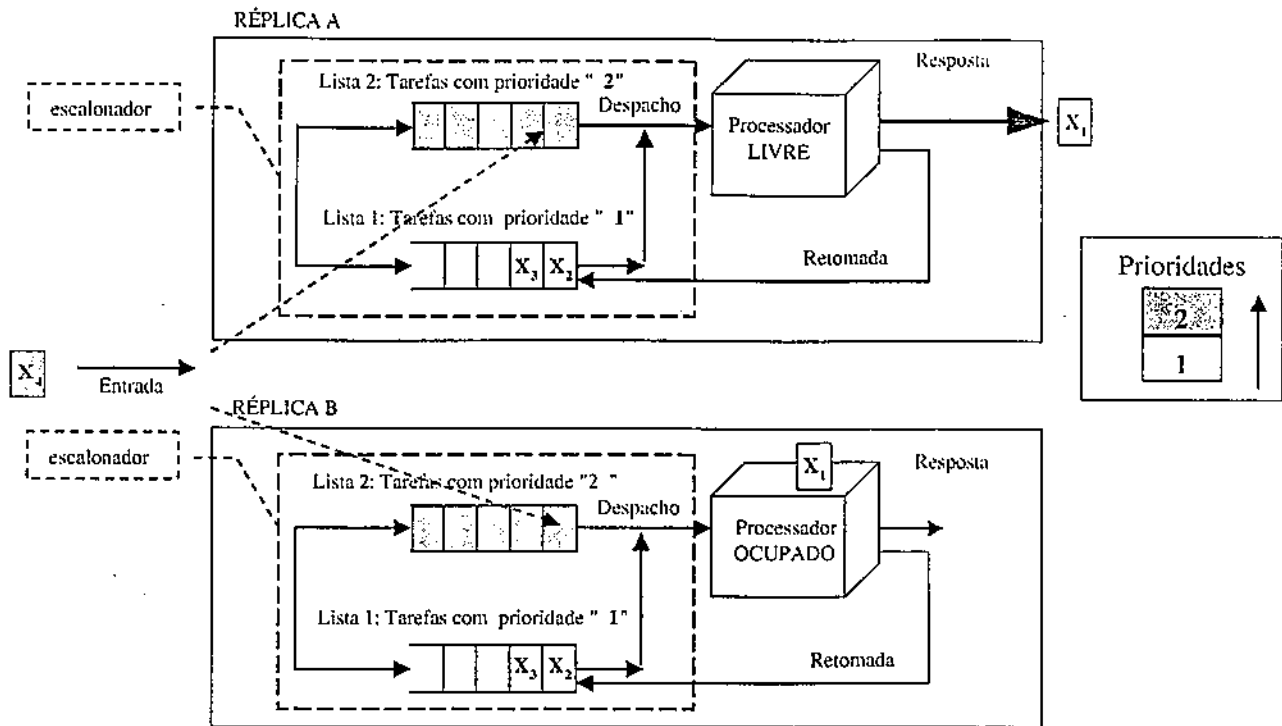 RÉPLICA A
escalonador
Lista 2: Tarefas com prioridade " 2"
Despacho
Processador
LIVRE
Resposta
X1
Lista 1: Tarefas com prioridade " 1"
X3 X2
Retomada
Prioridades
2
1
X4
Entrada
RÉPLICA B
escalonador
Lista 2: Tarefas com prioridade "2 "
Despacho
X1
Processador
OCUPADO
Resposta
Lista 1: Tarefas com prioridade " 1"
X3 X2
Retomada